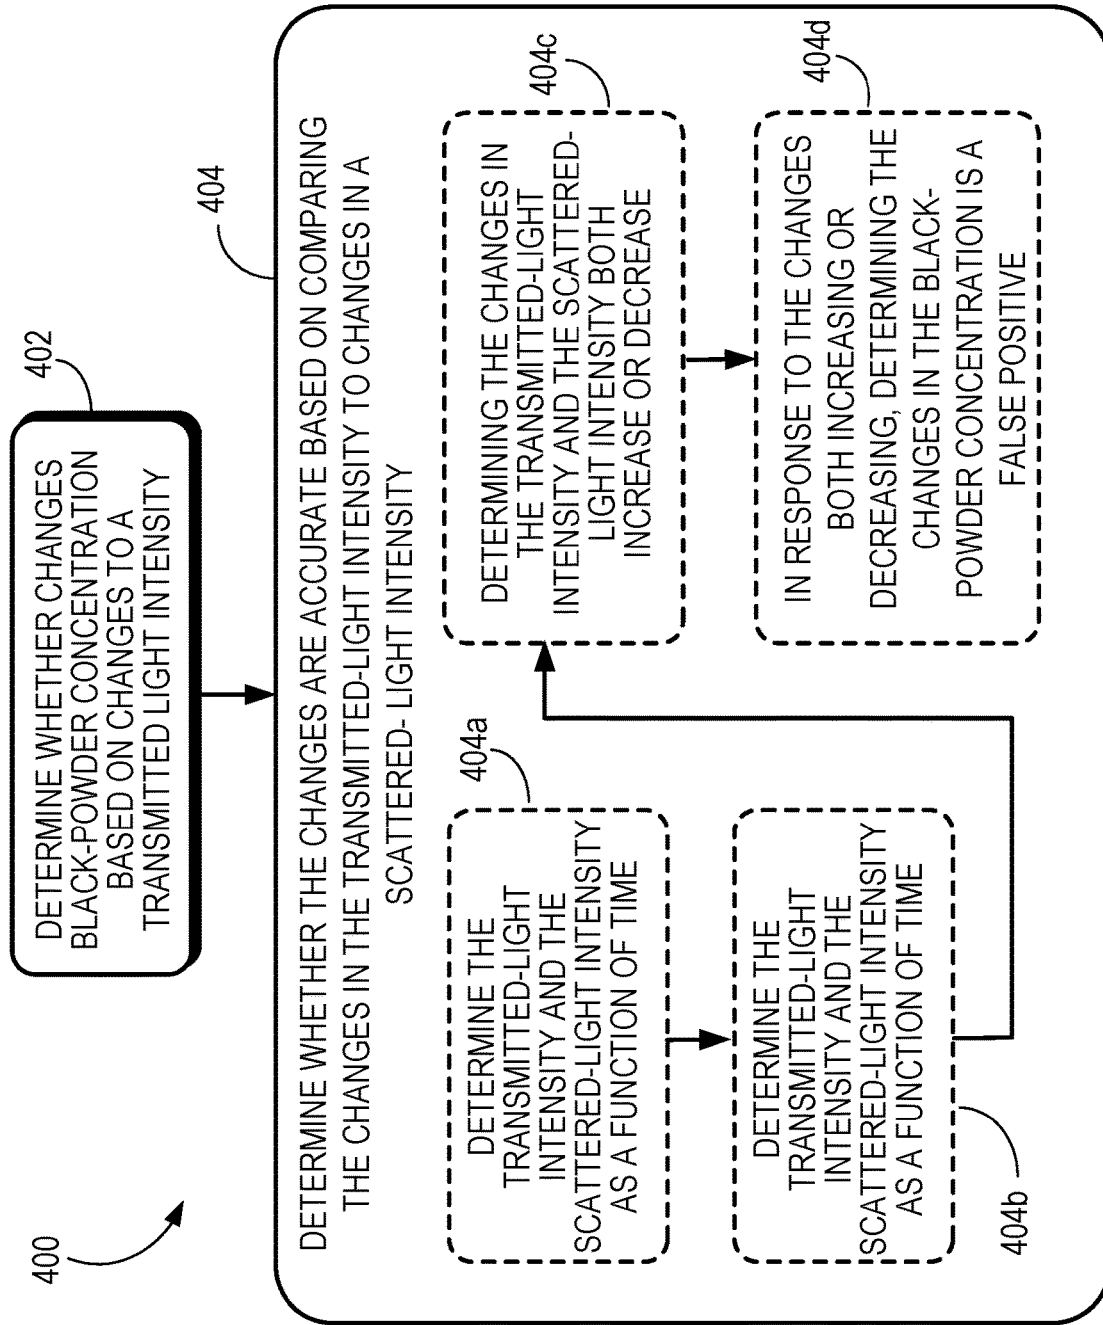 400
DETERMINE WHETHER CHANGES
BLACK-POWDER CONCENTRATION
BASED ON CHANGES TO A
TRANSMITTED LIGHT INTENSITY
402
404
DETERMINE WHETHER THE CHANGES ARE ACCURATE BASED ON COMPARING
THE CHANGES IN THE TRANSMITTED-LIGHT INTENSITY TO CHANGES IN A
SCATTERED- LIGHT INTENSITY
404a
DETERMINE THE
TRANSMITTED-LIGHT
INTENSITY AND THE
SCATTERED-LIGHT INTENSITY
AS A FUNCTION OF TIME
DETERMINE THE
TRANSMITTED-LIGHT
INTENSITY AND THE
SCATTERED-LIGHT INTENSITY
AS A FUNCTION OF TIME
404b
404c
DETERMINING THE CHANGES IN
THE TRANSMITTED-LIGHT
INTENSITY AND THE SCATTERED-
LIGHT INTENSITY BOTH
INCREASE OR DECREASE
404d
IN RESPONSE TO THE CHANGES
BOTH INCREASING OR
DECREASING, DETERMINING THE
CHANGES IN THE BLACK-
POWDER CONCENTRATION IS A
FALSE POSITIVE